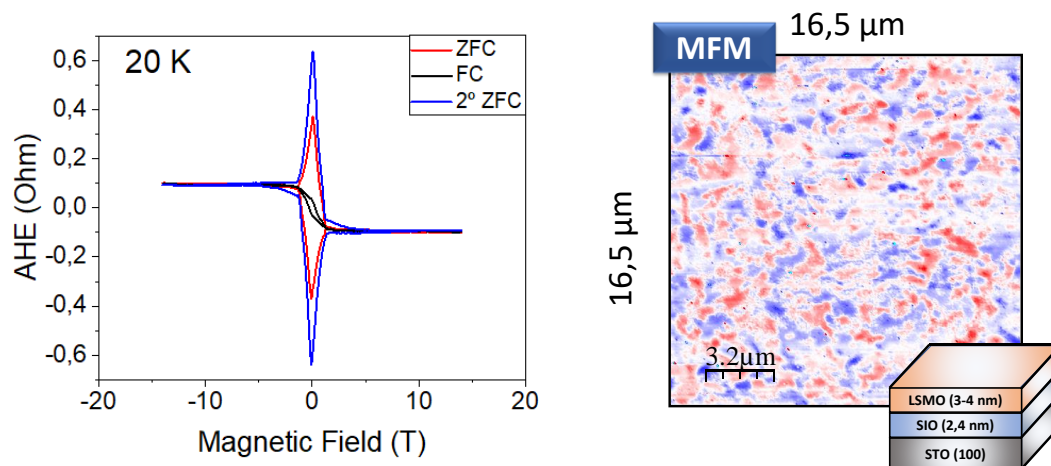 20 K
ZFC
FC
2º ZFC
0,6
0,4
0,2
0,0
-0,2
-0,4
-0,6
AHE (Ohm)
-20
-10
0
10
20
Magnetic Field (T)
MFM
16,5 µm
16,5 µm
3.2µm
LSMO (3-4 nm)
SIO (2,4 nm)
STO (100)